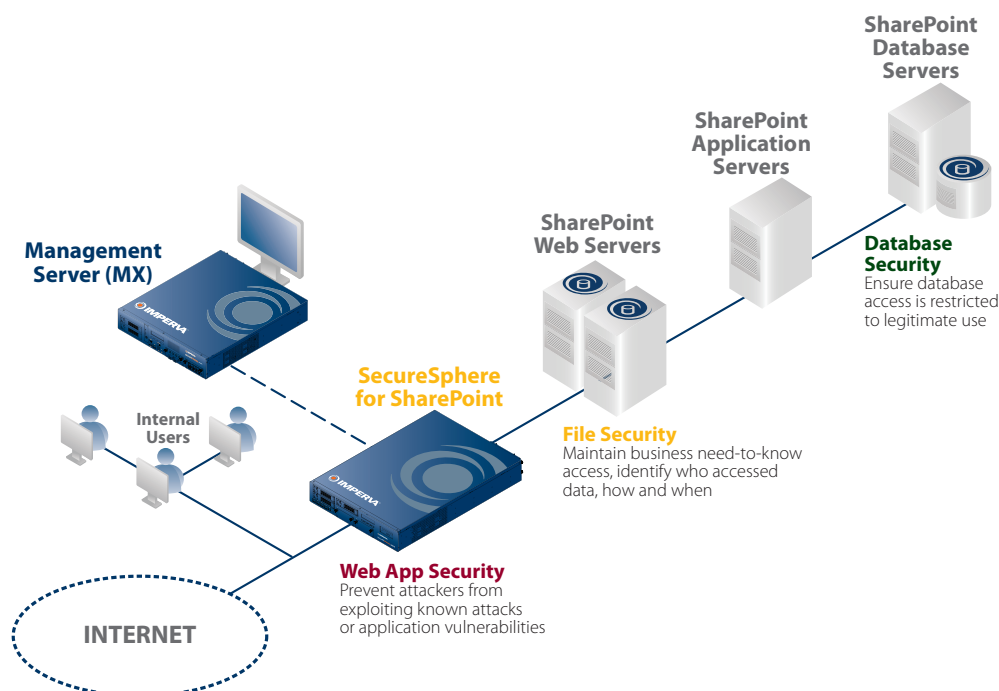 SharePoint
Database
Servers
SharePoint
Application
Servers
SharePoint
Web Servers
Management
Server (MX)
IMPERVA
Database
Security
Ensure database
access is restricted
to legitimate use
SecureSphere
for SharePoint
Internal
Users
IMPERVA
File Security
Maintain business need-to-know
access, identify who accessed
data, how and when
Web App Security
Prevent attackers from
exploiting known attacks
or application vulnerabilities
INTERNET